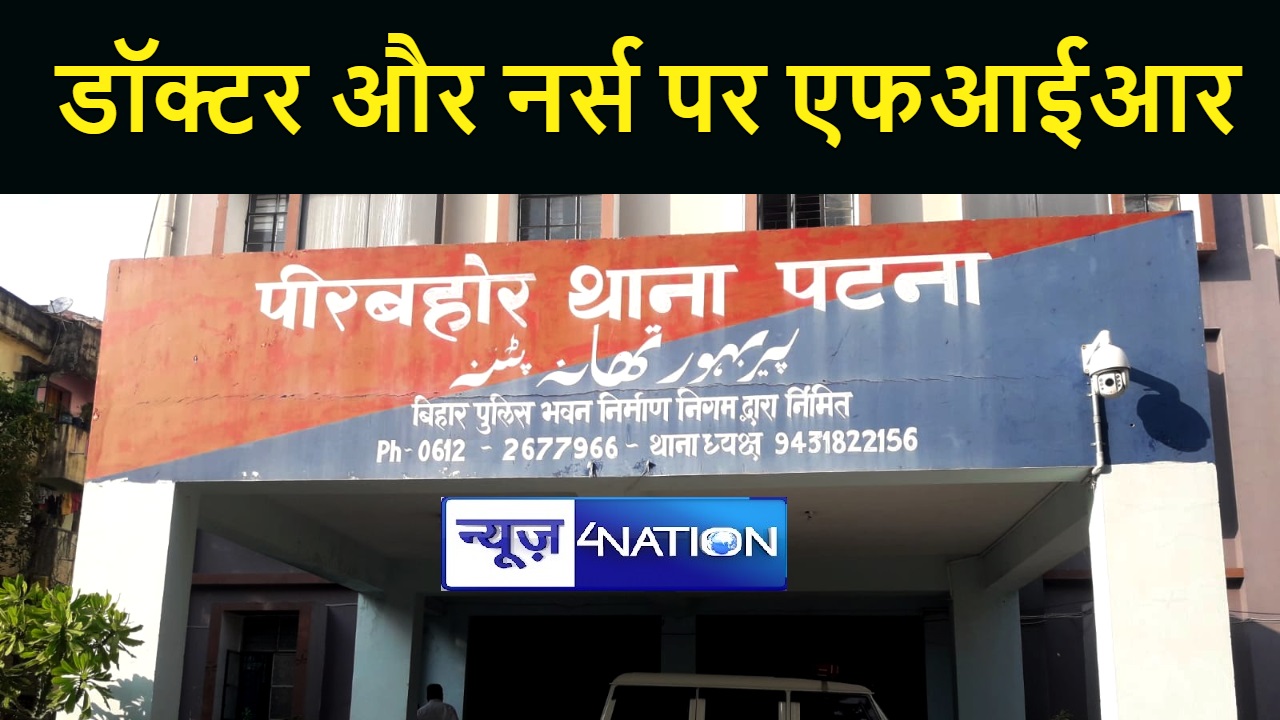 डॉक्टर और नर्स पर एफआईआर
पीरबहोर थाना पटना
پیربہور تھانہ پٹنہ
बिहार पुलिस भवन निर्माण निगम द्वारा र्निमित
Ph- 0612 - 2677966 - थाना ध्यक्ष 9431822156
न्यूज़ 4NATION